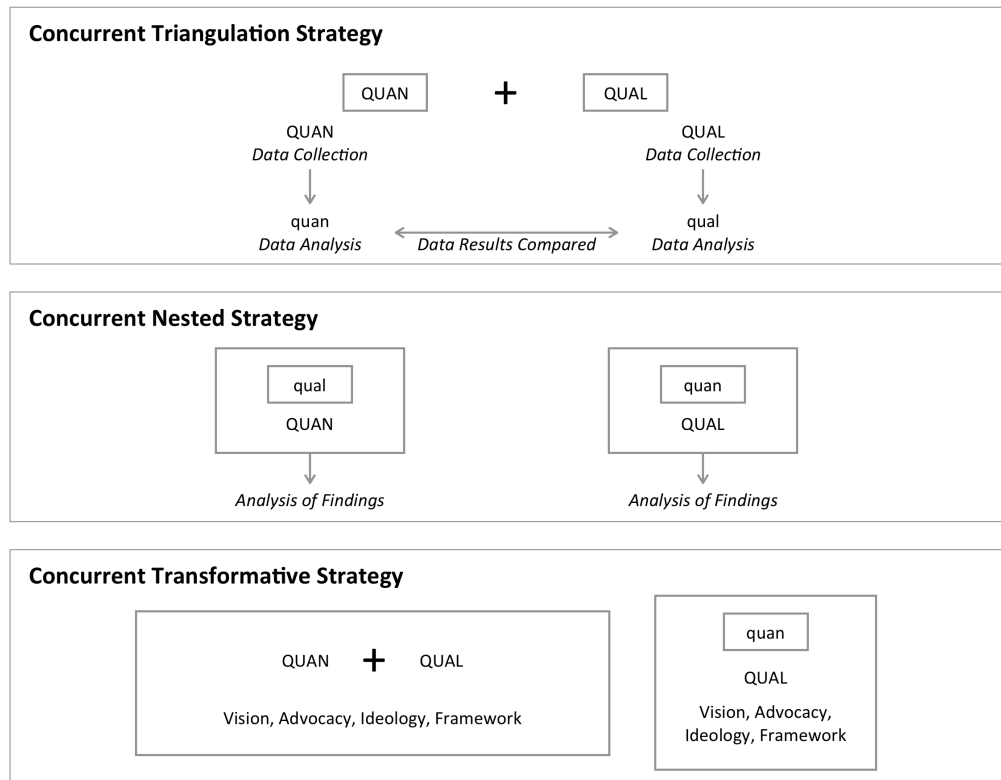 Concurrent Triangulation Strategy
QUAN + QUAL
QUAN
Data Collection
QUAL
Data Collection
quan
Data Analysis
Data Results Compared
qual
Data Analysis
Concurrent Nested Strategy
qual
QUAN
Analysis of Findings
quan
QUAL
Analysis of Findings
Concurrent Transformative Strategy
QUAN + QUAL
Vision, Advocacy, Ideology, Framework
quan
QUAL
Vision, Advocacy,
Ideology, Framework